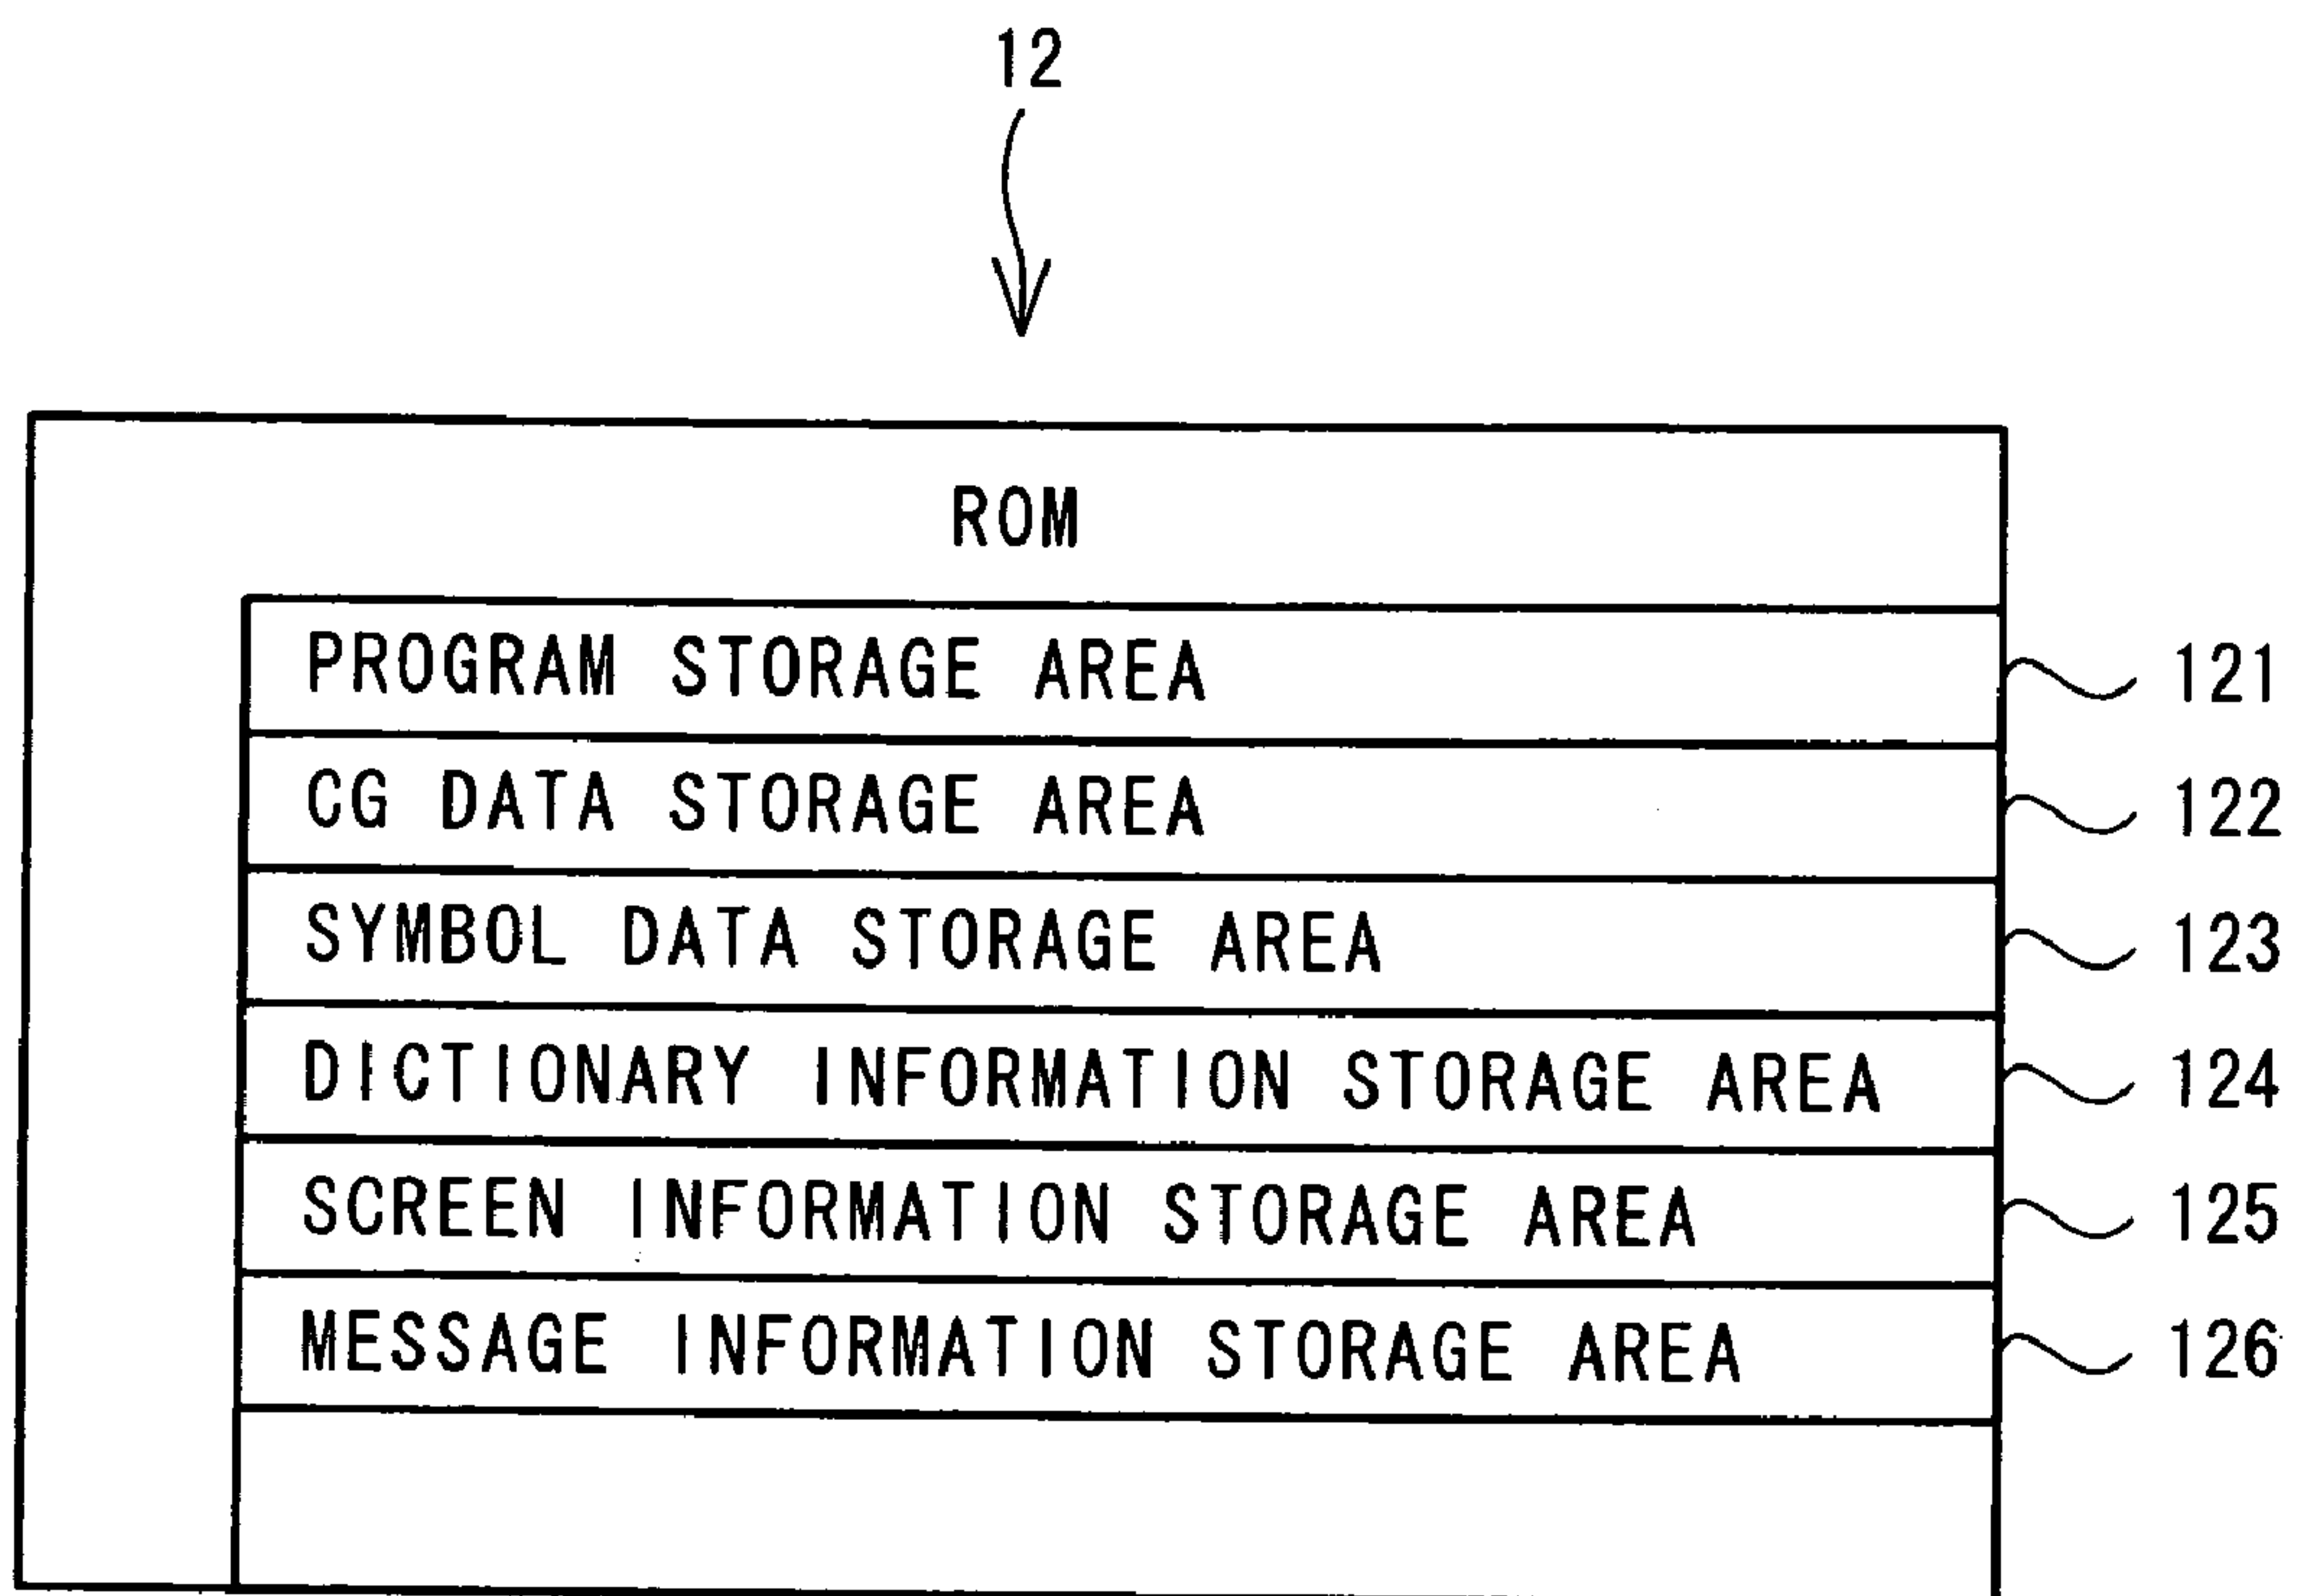 12
ROM
PROGRAM STORAGE AREA 121
CG DATA STORAGE AREA 122
SYMBOL DATA STORAGE AREA 123
DICTIONARY INFORMATION STORAGE AREA 124
SCREEN INFORMATION STORAGE AREA 125
MESSAGE INFORMATION STORAGE AREA 126